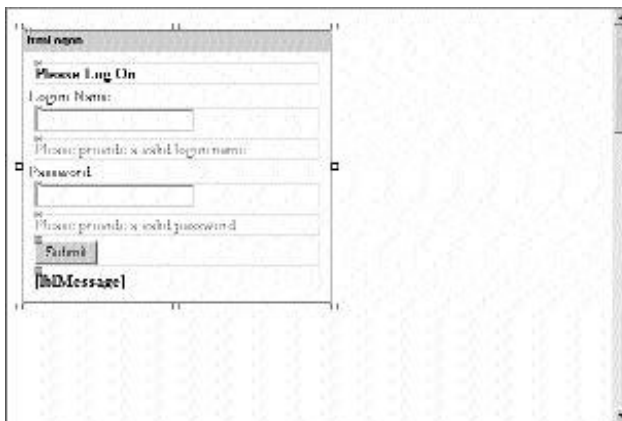 frmLogon
Please Log On
Logon Name:
Please provide a valid logon name
Password
Please provide a valid password
Submit
[lblMessage]